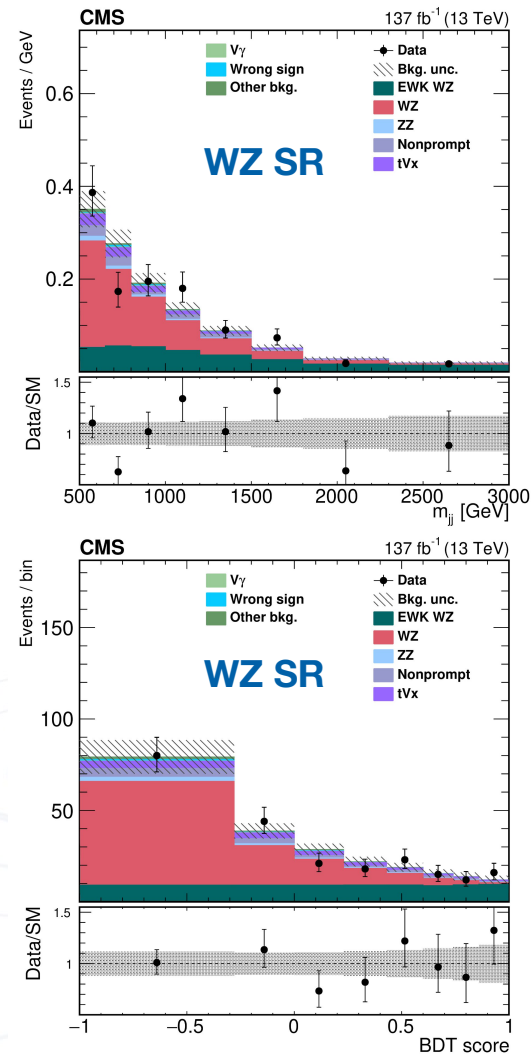 CMS 137 fb⁻¹ (13 TeV)
Events / GeV
Vγ
Wrong sign
Other bkg.
Data
Bkg. unc.
EWK WZ
WZ
ZZ
Nonprompt
tVx
WZ SR
0.6
0.4
0.2
Data/SM
1.5
1
500 1000 1500 2000 2500 3000
m_jj [GeV]
CMS 137 fb⁻¹ (13 TeV)
Events / bin
Vγ
Wrong sign
Other bkg.
Data
Bkg. unc.
EWK WZ
WZ
ZZ
Nonprompt
tVx
WZ SR
150
100
50
Data/SM
1.5
1
−1 −0.5 0 0.5 1
BDT score